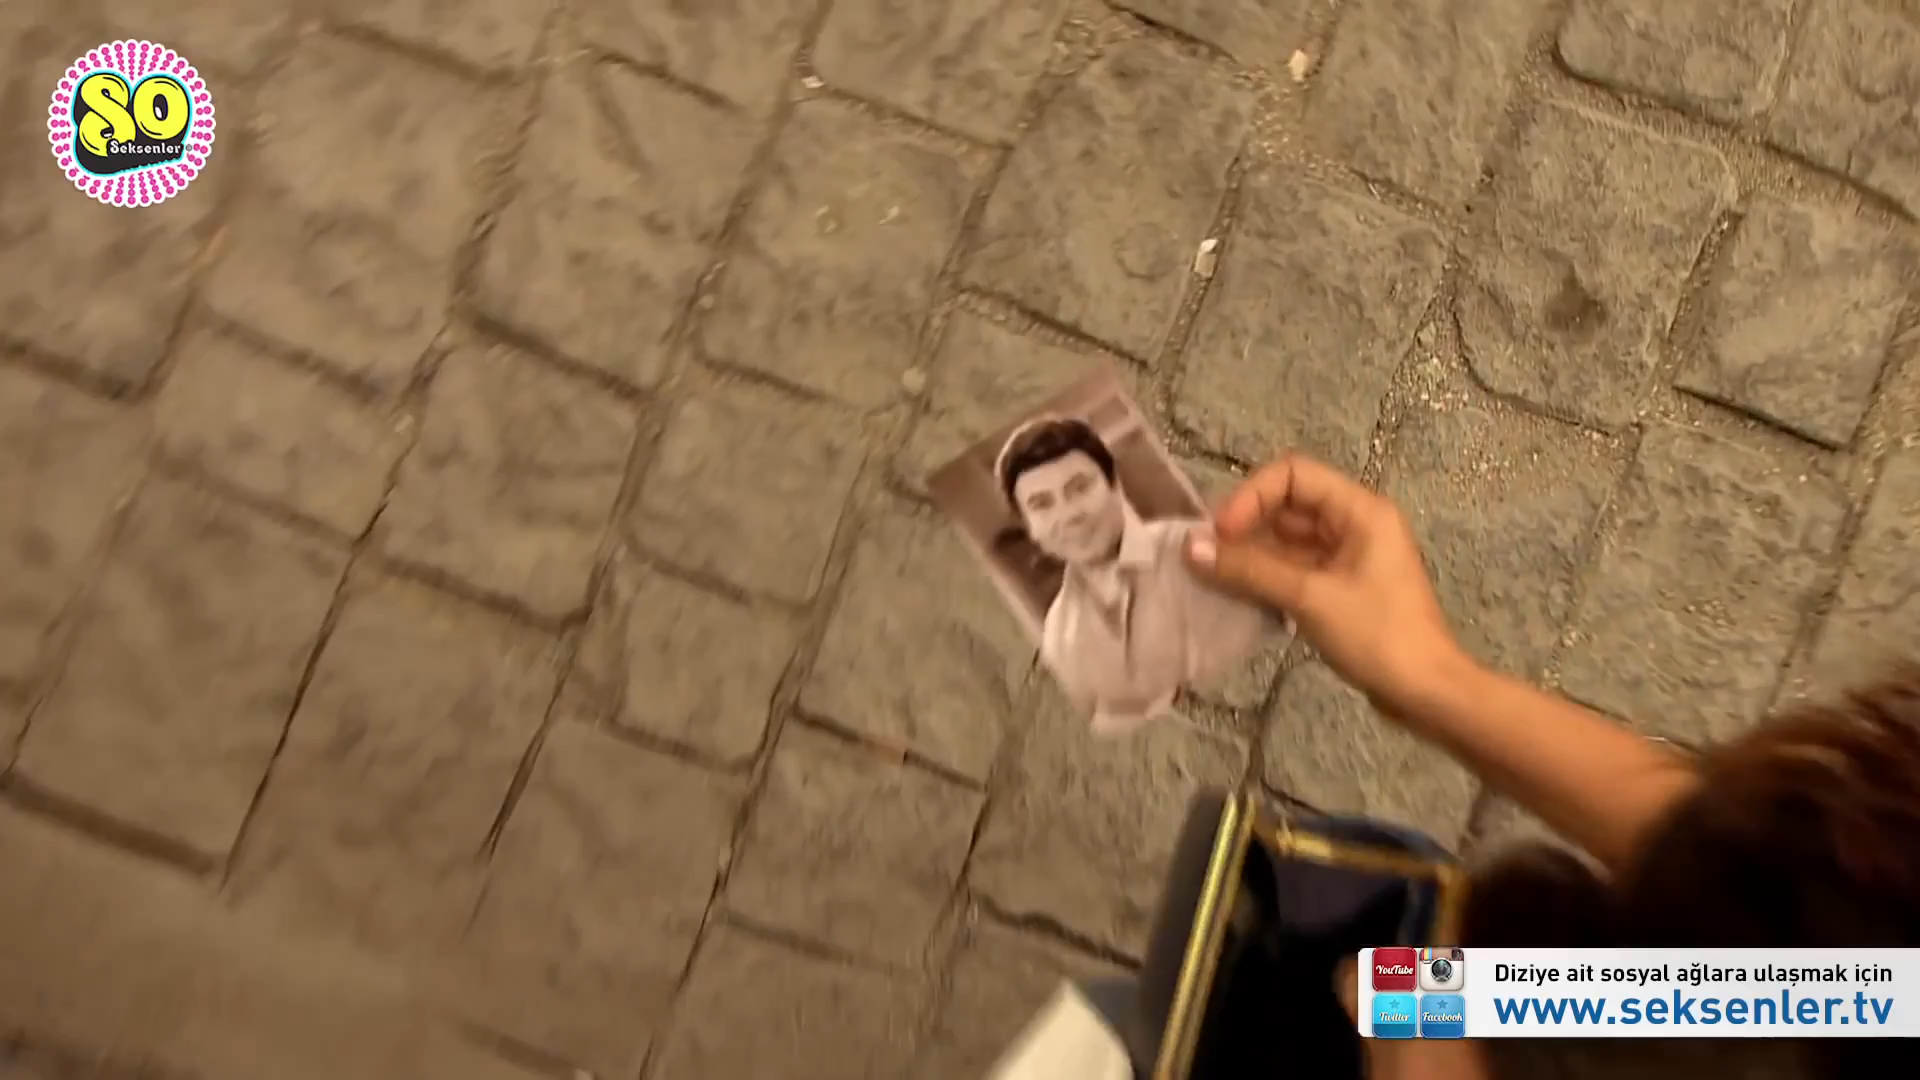 80
Seksenler
YouTube
Twitter
Facebook
Diziye ait sosyal ağlara ulaşmak için
www.seksenler.tv